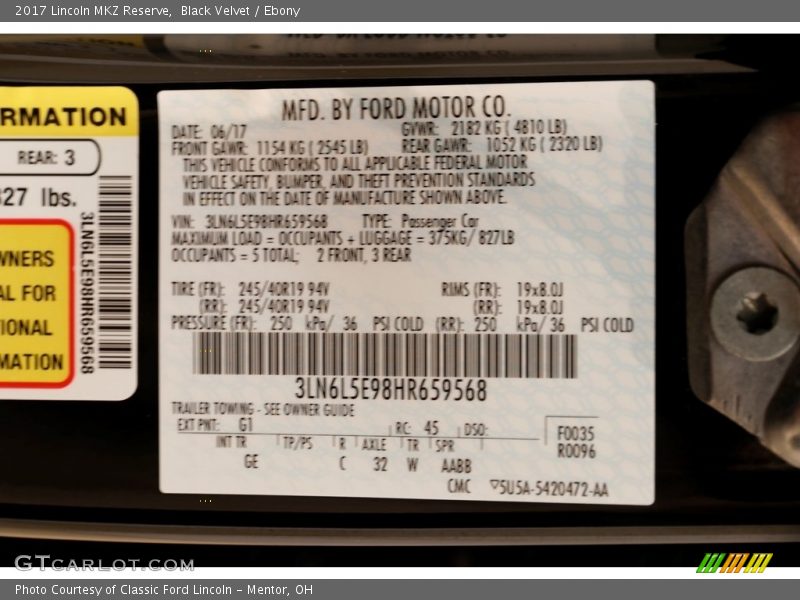 2017 Lincoln MKZ Reserve, Black Velvet / Ebony
RMATION
REAR: 3
827 lbs.
WNERS
AL FOR
TIONAL
MATION
3LN6L5E98HR659568
MFD. BY FORD MOTOR CO.
DATE: 06/17 GVWR: 2182 KG ( 4810 LB)
FRONT GAWR: 1154 KG ( 2545 LB) REAR GAWR: 1052 KG ( 2320 LB)
THIS VEHICLE CONFORMS TO ALL APPLICABLE FEDERAL MOTOR
VEHICLE SAFETY, BUMPER, AND THEFT PREVENTION STANDARDS
IN EFFECT ON THE DATE OF MANUFACTURE SHOWN ABOVE.
VIN: 3LN6L5E98HR659568 TYPE: Passenger Car
MAXIMUM LOAD = OCCUPANTS + LUGGAGE = 375KG/ 827LB
OCCUPANTS = 5 TOTAL; 2 FRONT, 3 REAR
TIRE (FR): 245/40R19 94V RIMS (FR): 19x8.0J
(RR): 245/40R19 94V (RR): 19x8.0J
PRESSURE (FR): 250 kPa/ 36 PSI COLD (RR): 250 kPa/ 36 PSI COLD
3LN6L5E98HR659568
TRAILER TOWING - SEE OWNER GUIDE
EXT PNT: G1 RC: 45 DSO: F0035
INT TR TP/PS R AXLE TR SPR R0096
GE C 32 W AABB
CMC ▽5U5A-5420472-AA
GTCARLOT.COM
Photo Courtesy of Classic Ford Lincoln – Mentor, OH